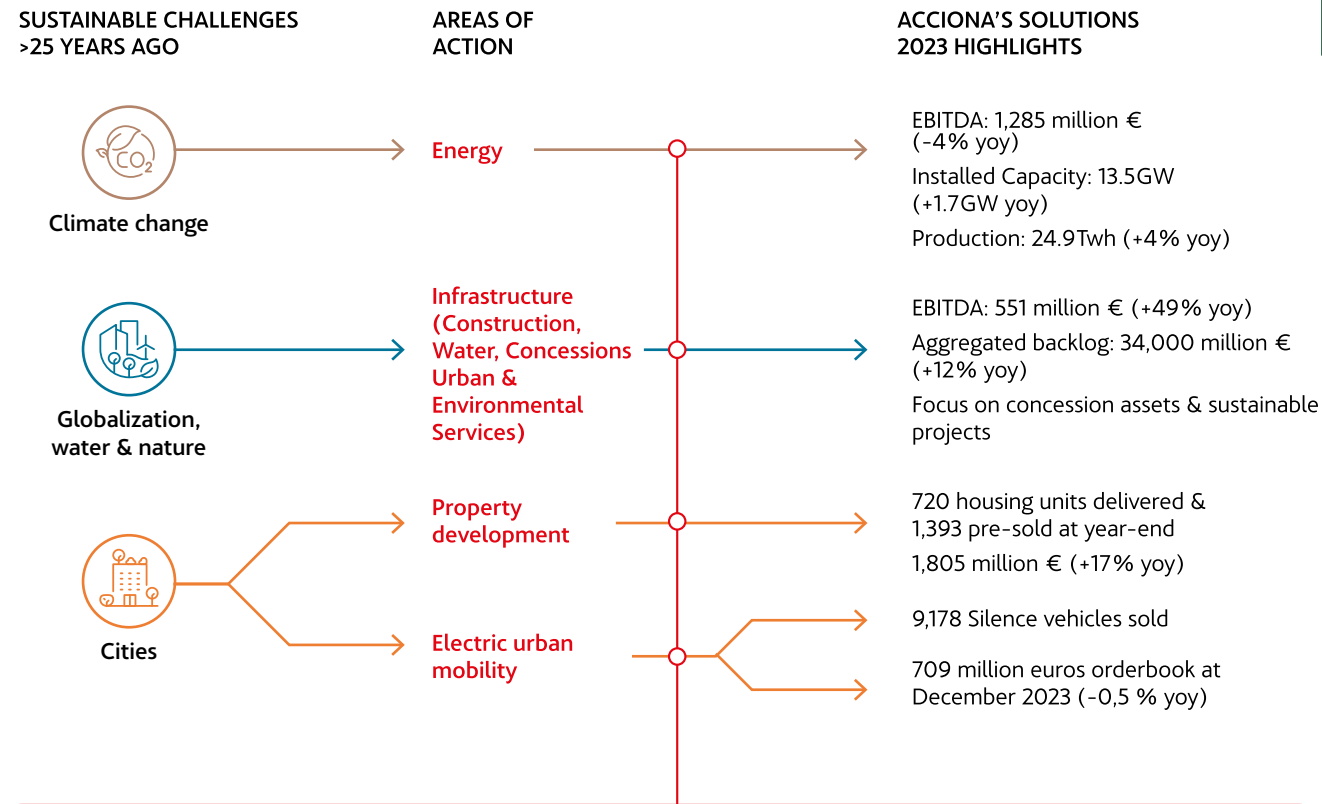 SUSTAINABLE CHALLENGES
>25 YEARS AGO
AREAS OF
ACTION
ACCIONA’S SOLUTIONS
2023 HIGHLIGHTS
CO2
Climate change
Energy
EBITDA: 1,285 million €
(-4% yoy)
Installed Capacity: 13.5GW
(+1.7GW yoy)
Production: 24.9Twh (+4% yoy)
Globalization,
water & nature
Infrastructure
(Construction,
Water, Concessions
Urban &
Environmental
Services)
EBITDA: 551 million € (+49% yoy)
Aggregated backlog: 34,000 million €
(+12% yoy)
Focus on concession assets & sustainable
projects
Cities
Property
development
720 housing units delivered &
1,393 pre-sold at year-end
1,805 million € (+17% yoy)
Electric urban
mobility
9,178 Silence vehicles sold
709 million euros orderbook at
December 2023 (-0,5 % yoy)